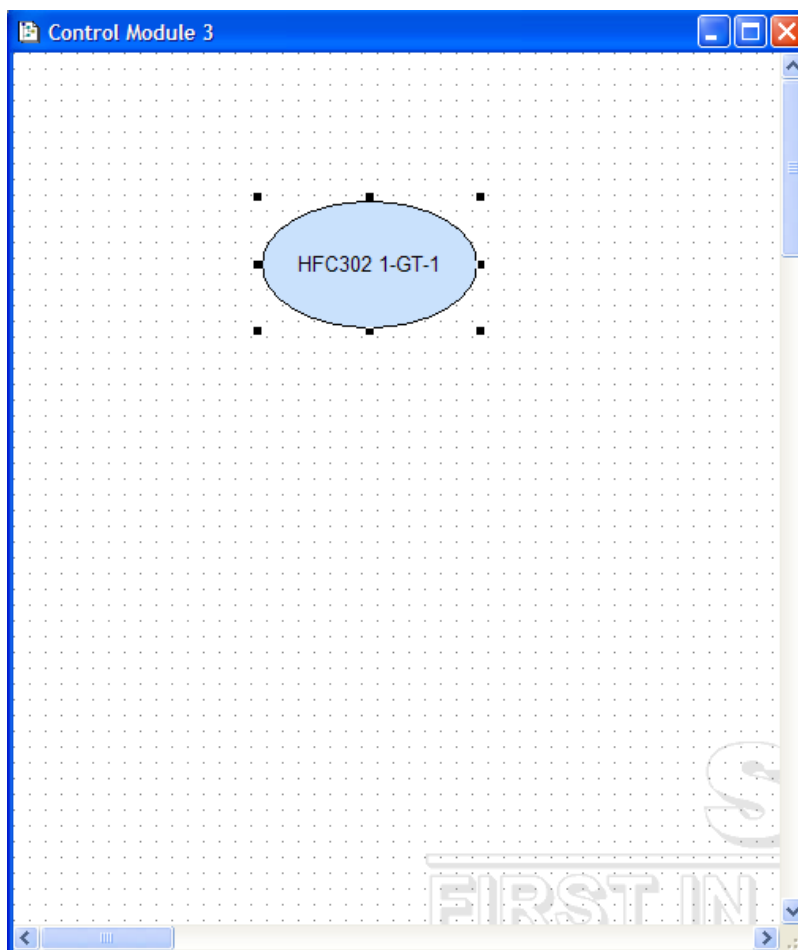 Control Module 3
HFC302 1-GT-1
S
FIRST IN